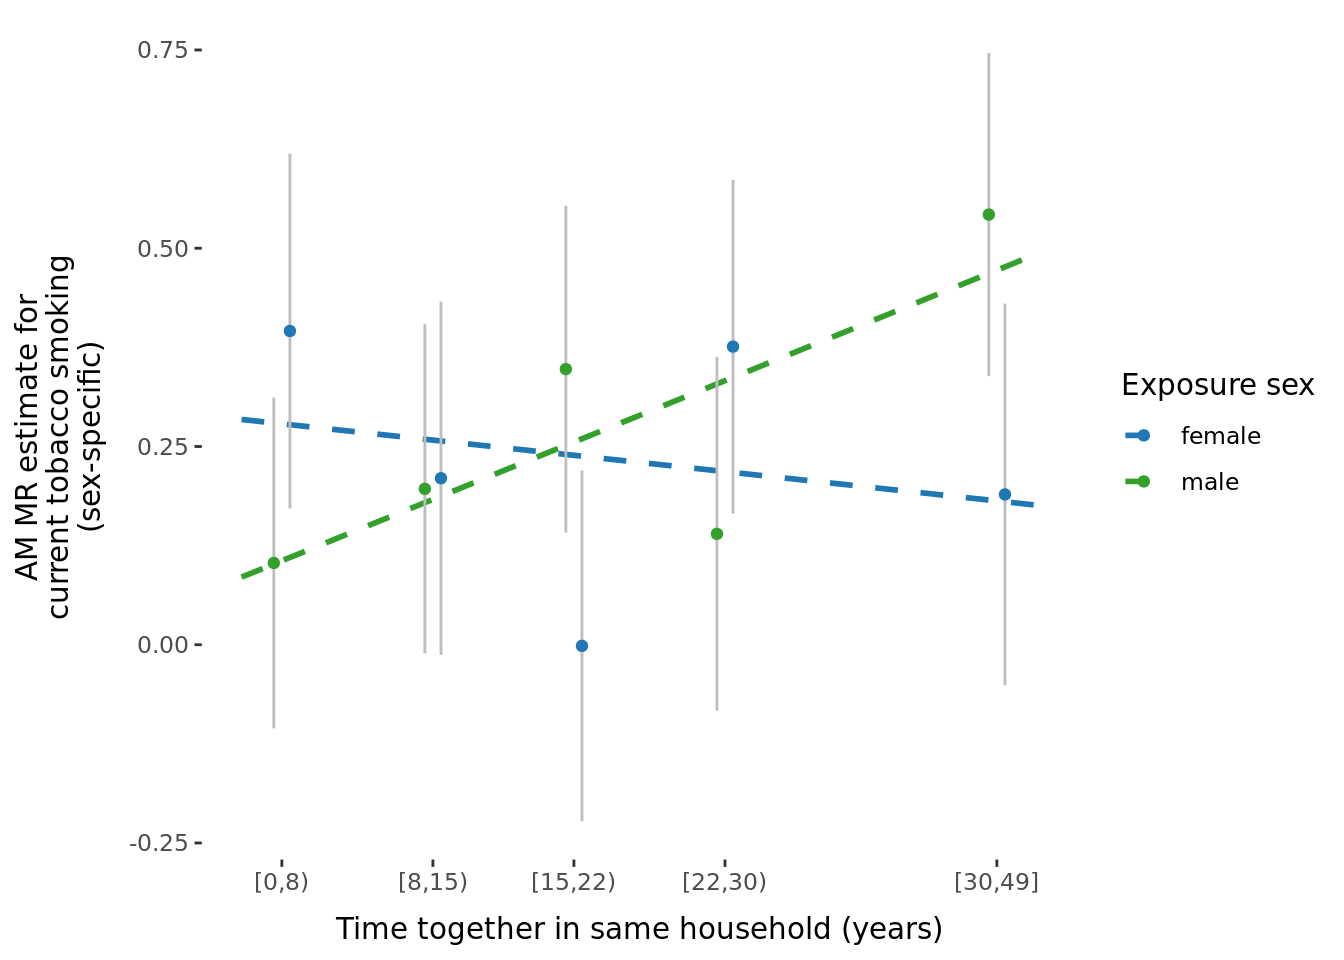 AM MR estimate for
current tobacco smoking
(sex-specific)
0.75
0.50
0.25
0.00
-0.25
[0,8)
[8,15)
[15,22)
[22,30)
[30,49]
Time together in same household (years)
Exposure sex
female
male